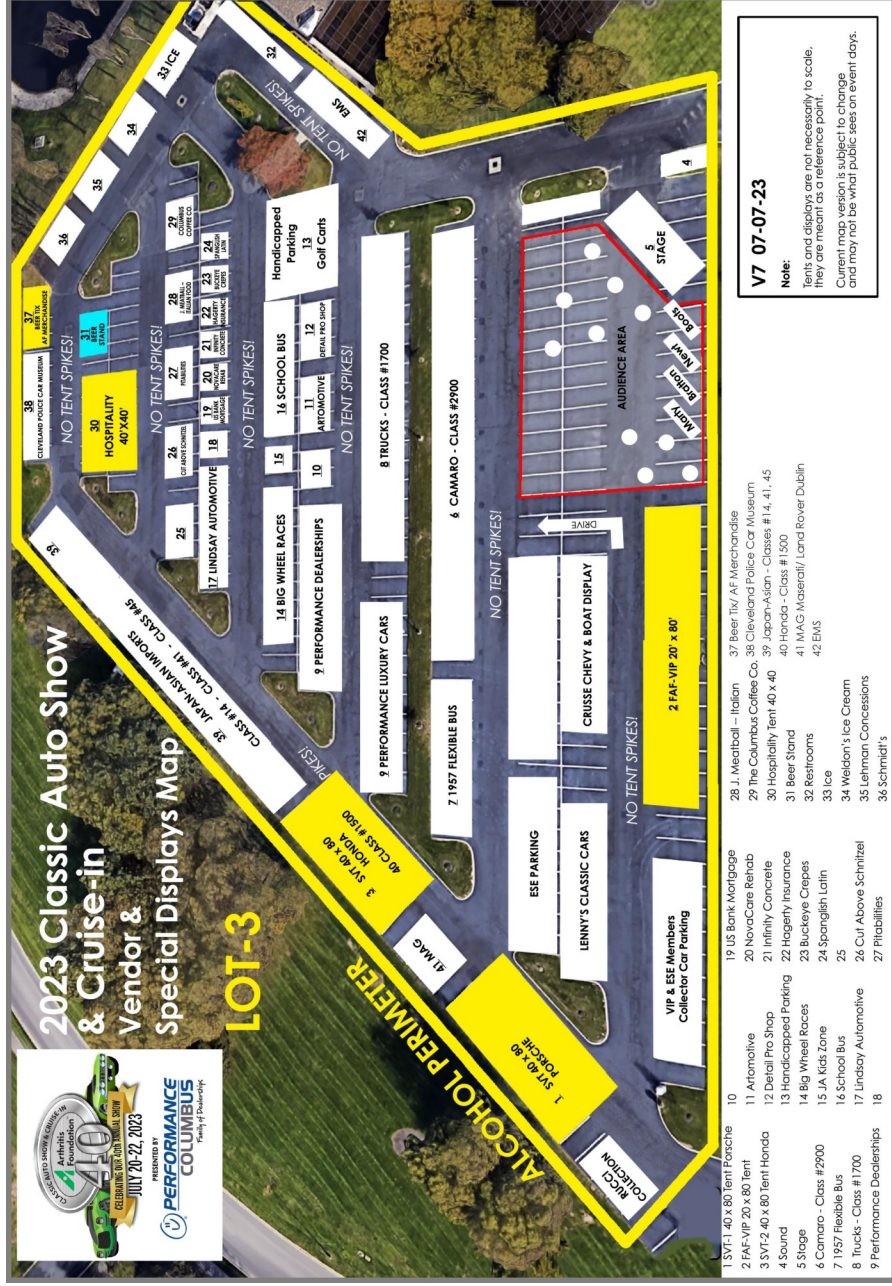 2023 Classic Auto Show
& Cruise-in
Vendor &
Special Displays Map
LOT-3
CLASSIC AUTO SHOW & CRUISE-IN
Arthritis
Foundation
40
CELEBRATING OUR 40th ANNUAL SHOW
JULY 20-22, 2023
PRESENTED BY
PERFORMANCE
COLUMBUS
Family of Dealerships
ALCOHOL PERIMETER
38
CLEVELAND POLICE CAR MUSEUM
37
BEER TIX
AF MERCHANDISE
36
35
34
33 ICE
32
EMS
42
NO TENT SPIKES!
NO TENT SPIKES!
30
HOSPITALITY
40'X40'
31
BEER
STAND
39
39 JAPAN-ASIAN IMPORTS
CLASS #14 - CLASS #41 - CLASS #45
NO TENT SPIKES!
25
26
CUT ABOVE SCHNITZEL
27
PITABILITIES
28
J. MEATBALL -
ITALIAN FOOD
29
COLUMBUS
COFFEE CO.
17 LINDSAY AUTOMOTIVE
18
19
US BANK
MORTGAGE
20
NOVACARE
REHAB
21
INFINITY
CONCRETE
22
HAGERTY
INSURANCE
23
BUCKEYE
CREPES
24
SPANGLISH
LATIN
NO TENT SPIKES!
14 BIG WHEEL RACES
15
16 SCHOOL BUS
Handicapped
Parking
13
Golf Carts
9 PERFORMANCE DEALERSHIPS
10
11
ARTOMOTIVE
12
DETAIL PRO SHOP
SPIKES!
NO TENT SPIKES!
9 PERFORMANCE LUXURY CARS
8 TRUCKS - CLASS #1700
3
SVT 40 x 80
HONDA
40 CLASS #1500
7 1957 FLEXIBLE BUS
6 CAMARO - CLASS #2900
41 MAG
NO TENT SPIKES!
ESE PARKING
LENNY'S CLASSIC CARS
CRUSSE CHEVY & BOAT DISPLAY
DRIVE
AUDIENCE AREA
5
STAGE
4
Marty
Bratton
Newl
Boots
1
SVT 40 x 80
PORSCHE
NO TENT SPIKES!
RUCCI
COLLECTION
VIP & ESE Members
Collector Car Parking
2 FAF-VIP 20' x 80'
1 SVT-1 40 x 80 Tent Porsche
2 FAF-VIP 20 x 80 Tent
3 SVT-2 40 x 80 Tent Honda
4 Sound
5 Stage
6 Camaro - Class #2900
7 1957 Flexible Bus
8 Trucks - Class #1700
9 Performance Dealerships
10
11 Artomotive
12 Detail Pro Shop
13 Handicapped Parking
14 Big Wheel Races
15 JA Kids Zone
16 School Bus
17 Lindsay Automotive
18
19 US Bank Mortgage
20 NovaCare Rehab
21 Infinity Concrete
22 Hagerty Insurance
23 Buckeye Crepes
24 Spanglish Latin
25
26 Cut Above Schnitzel
27 Pitabilities
28 J. Meatball – Italian
29 The Columbus Coffee Co.
30 Hospitality Tent 40 x 40
31 Beer Stand
32 Restrooms
33 Ice
34 Weldon's Ice Cream
35 Lehman Concessions
36 Schmidt's
37 Beer Tix/ AF Merchandise
38 Cleveland Police Car Museum
39 Japan-Asian - Classes #14, 41, 45
40 Honda - Class #1500
41 MAG Maserati/ Land Rover Dublin
42 EMS
V7 07-07-23
Note:
Tents and displays are not necessarily to scale,
they are meant as a reference point.
Current map version is subject to change
and may not be what public sees on event days.